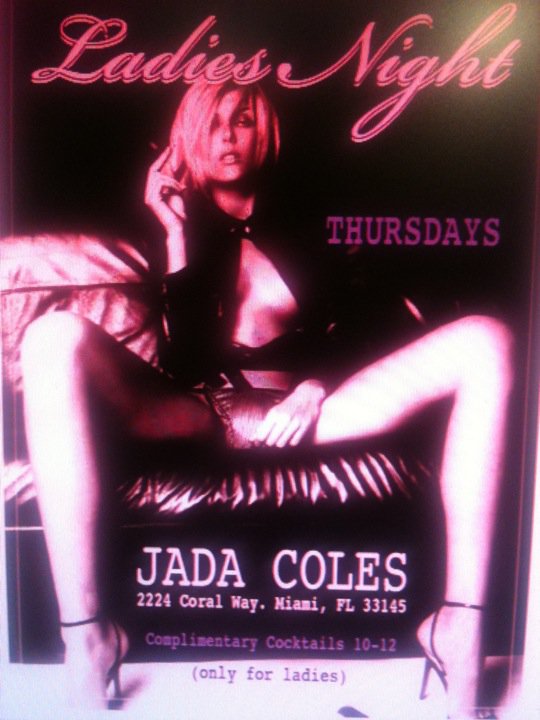 Ladies Night
THURSDAYS
JADA COLES
2224 Coral Way. Miami, FL 33145
Complimentary Cocktails 10-12
(only for ladies)